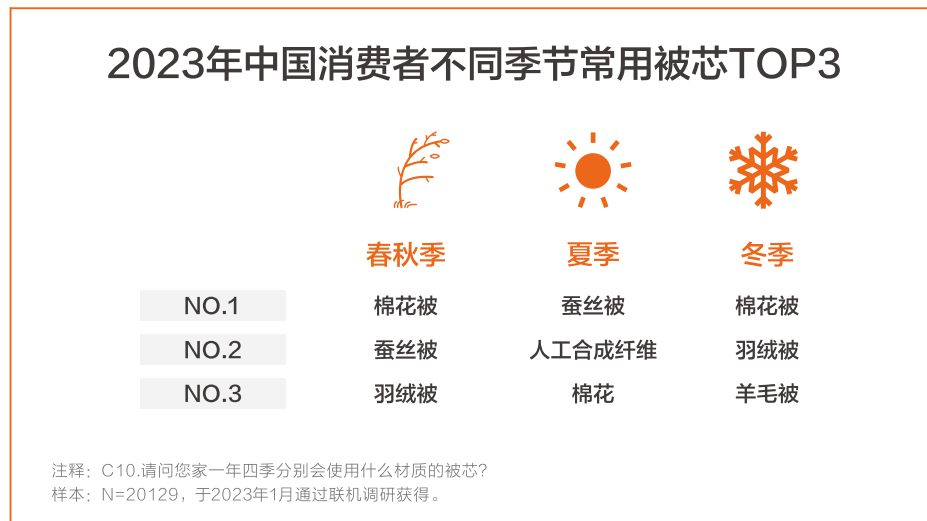 2023年中国消费者不同季节常用被芯TOP3
春秋季 夏季 冬季
NO.1 棉花被 蚕丝被 棉花被
NO.2 蚕丝被 人工合成纤维 羽绒被
NO.3 羽绒被 棉花 羊毛被
注释：C10.请问您家一年四季分别会使用什么材质的被芯？
样本：N=20129，于2023年1月通过联机调研获得。